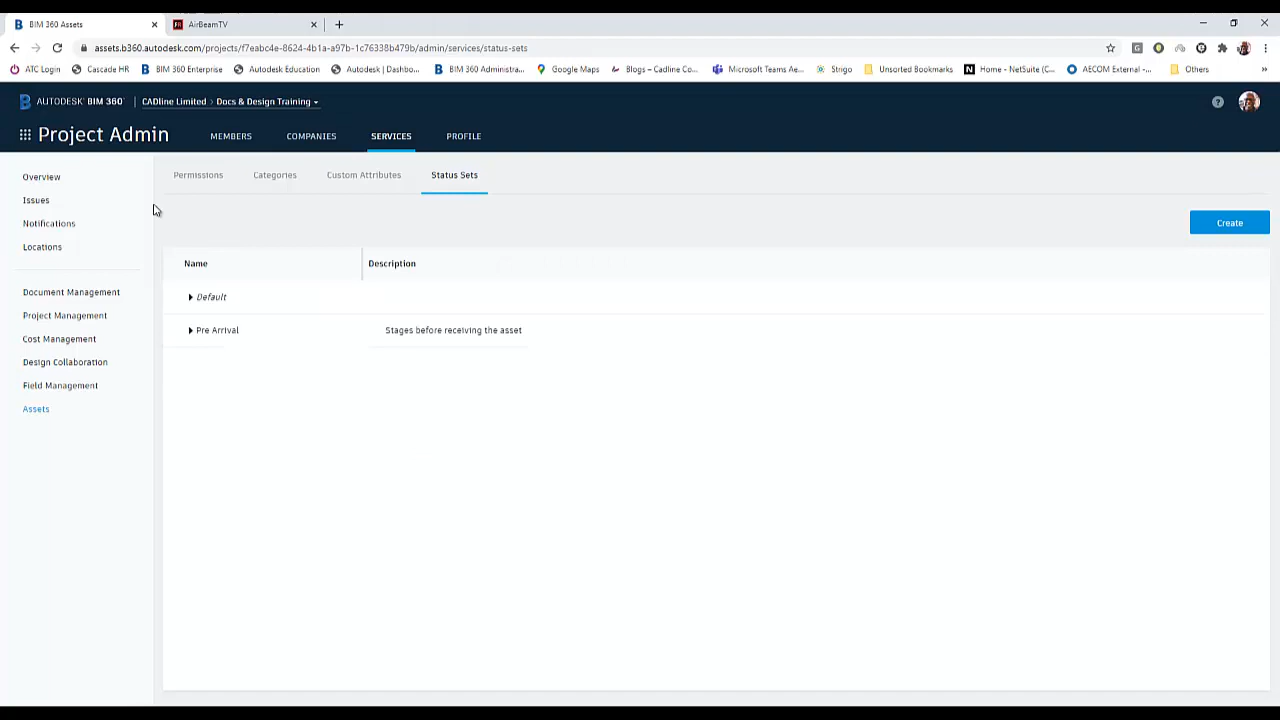 BIM 360 Assets
AirBeamTV
assets.b360.autodesk.com/projects/f7eabc4e-8624-4b1a-a97b-1c76338b479b/admin/services/status-sets
ATC Login
Cascade HR
BIM 360 Enterprise
Autodesk Education
Autodesk | Dashbo...
BIM 360 Administra...
Google Maps
Blogs – Cadline Co...
Microsoft Teams Ae...
Strigo
Unsorted Bookmarks
Home - NetSuite (C...
AECOM External -...
Others
AUTODESK® BIM 360™
CADline Limited > Docs & Design Training
Project Admin
MEMBERS
COMPANIES
SERVICES
PROFILE
Overview
Issues
Notifications
Locations
Document Management
Project Management
Cost Management
Design Collaboration
Field Management
Assets
Permissions
Categories
Custom Attributes
Status Sets
Create
Name
Description
Default
Pre Arrival
Stages before receiving the asset